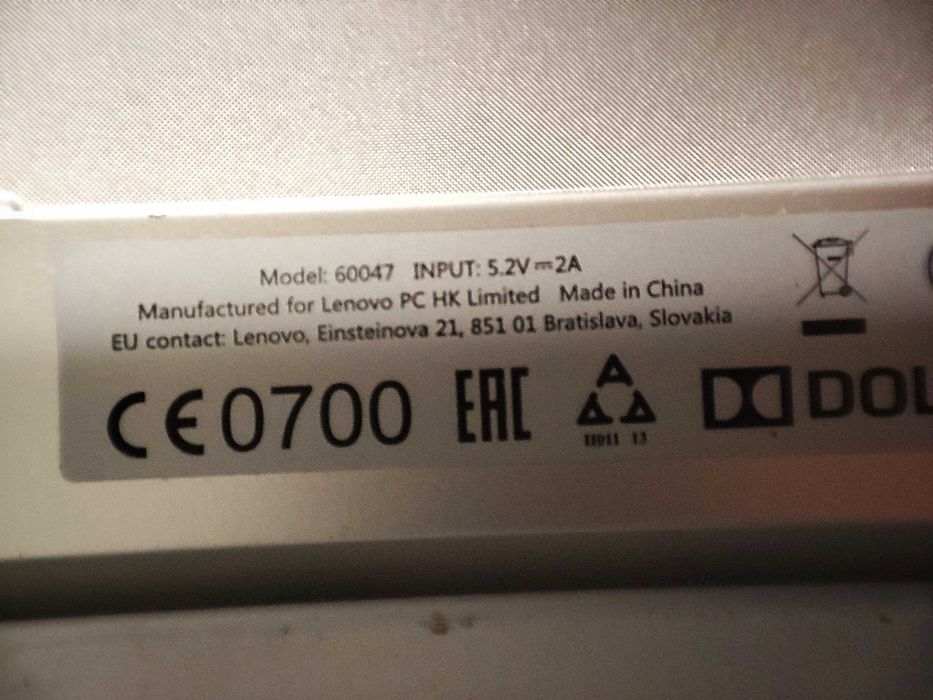 Model: 60047 INPUT: 5.2V⎓2A
Manufactured for Lenovo PC HK Limited Made in China
EU contact: Lenovo, Einsteinova 21, 851 01 Bratislava, Slovakia
CE0700 EAC